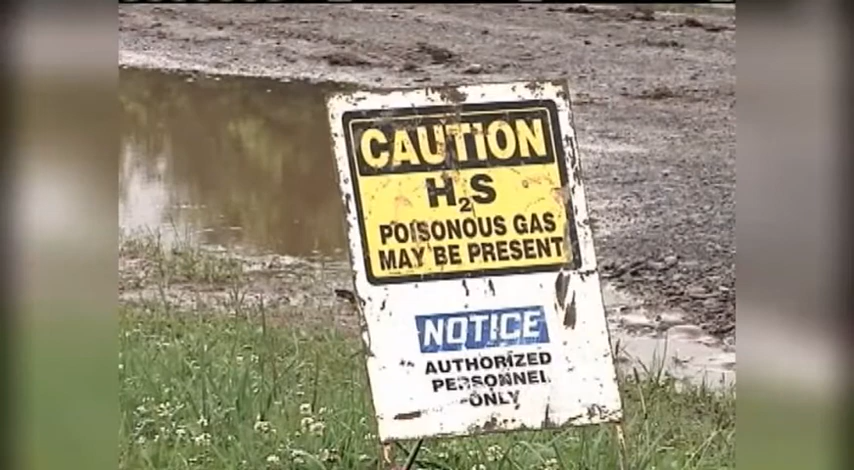 CAUTION
H₂S
POISONOUS GAS
MAY BE PRESENT
NOTICE
AUTHORIZED
PERSONNEL
ONLY